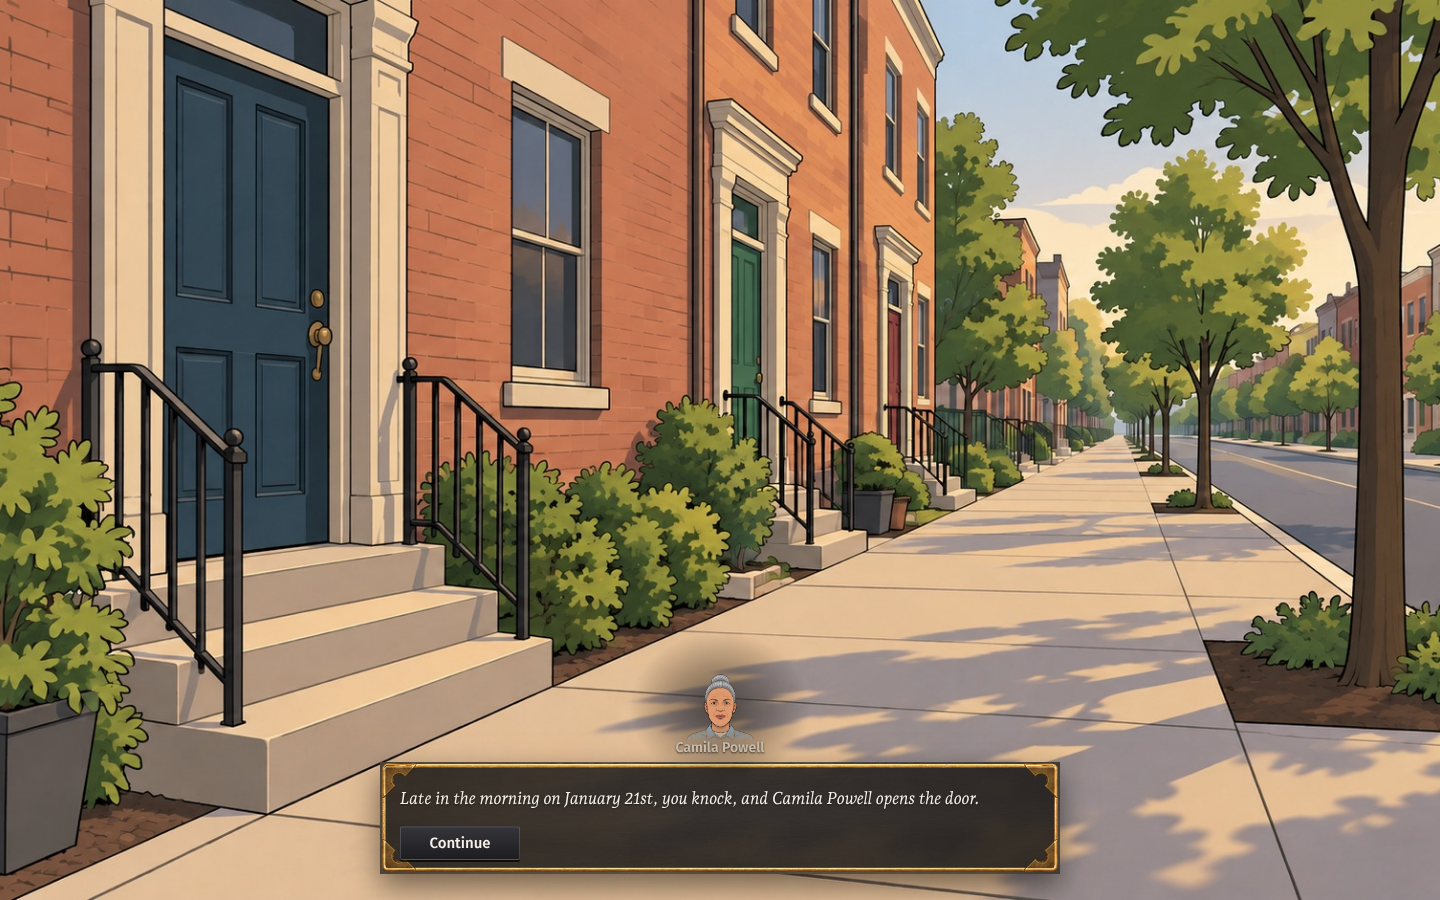 Camila Powell
Late in the morning on January 21st, you knock, and Camila Powell opens the door.
Continue